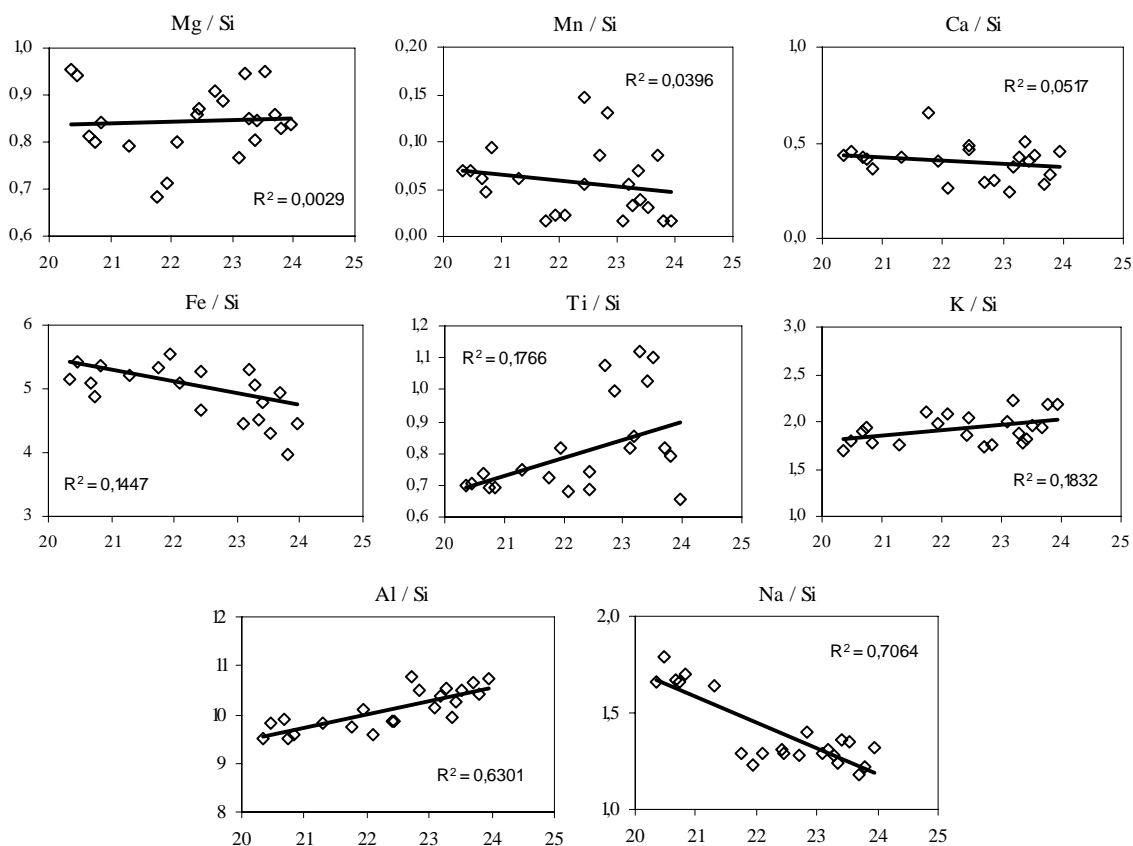 Mg / Si
1,0
0,9
0,8
0,7
0,6
R² = 0,0029
20 21 22 23 24 25
Mn / Si
0,20
0,15
0,10
0,05
0,00
R² = 0,0396
20 21 22 23 24 25
Ca / Si
1,0
0,5
0,0
R² = 0,0517
20 21 22 23 24 25
Fe / Si
6
5
4
3
R² = 0,1447
20 21 22 23 24 25
Ti / Si
1,2
1,1
1,0
0,9
0,8
0,7
0,6
R² = 0,1766
20 21 22 23 24 25
K / Si
3,0
2,5
2,0
1,5
1,0
R² = 0,1832
20 21 22 23 24 25
Al / Si
12
11
10
9
8
R² = 0,6301
20 21 22 23 24 25
Na / Si
2,0
1,5
1,0
R² = 0,7064
20 21 22 23 24 25